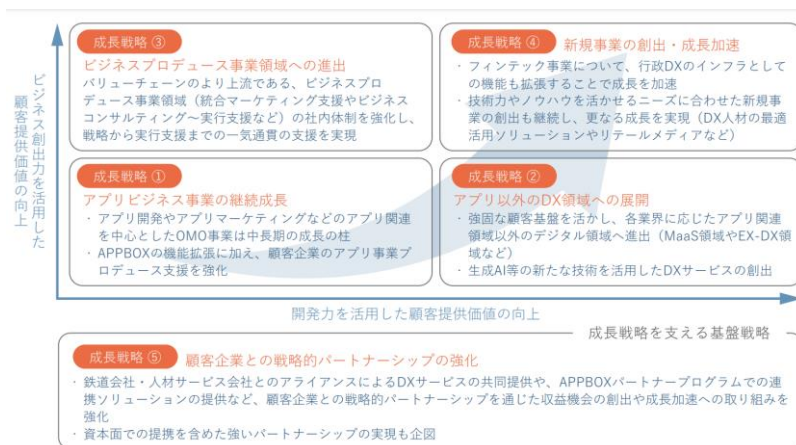 成長戦略 ③
ビジネスプロデュース事業領域への進出
バリューチェーンのより上流である、ビジネスプロ
デュース事業領域（統合マーケティング支援やビジネス
コンサルティング～実行支援など）の社内体制を強化し、
戦略から実行支援までの一気通貫の支援を実現
成長戦略 ④
新規事業の創出・成長加速
・ フィンテック事業について、行政DXのインフラとして
の機能も拡張することで成長を加速
・ 技術力やノウハウを活かせるニーズに合わせた新規事
業の創出も継続し、更なる成長を実現（DX人材の最適
活用ソリューションやリテールメディアなど）
ビジネス創出力を活用した
顧客提供価値の向上
成長戦略 ①
アプリビジネス事業の継続成長
・ アプリ開発やアプリマーケティングなどのアプリ関連
を中心としたOMO事業は中長期の成長の柱
・ APPBOXの機能拡張に加え、顧客企業のアプリ事業プ
ロデュース支援を強化
成長戦略 ②
アプリ以外のDX領域への展開
・ 強固な顧客基盤を活かし、各業界に応じたアプリ関連
領域以外のデジタル領域へ進出（MaaS領域やEX-DX領
域など）
・ 生成AI等の新たな技術を活用したDXサービスの創出
開発力を活用した顧客提供価値の向上
成長戦略を支える基盤戦略
成長戦略 ⑤
顧客企業との戦略的パートナーシップの強化
・ 鉄道会社・人材サービス会社とのアライアンスによるDXサービスの共同提供や、APPBOXパートナープログラムでの連
携ソリューションの提供など、顧客企業との戦略的パートナーシップを通じた収益機会の創出や成長加速への取り組みを
強化
・ 資本面での提携を含めた強いパートナーシップの実現も企図